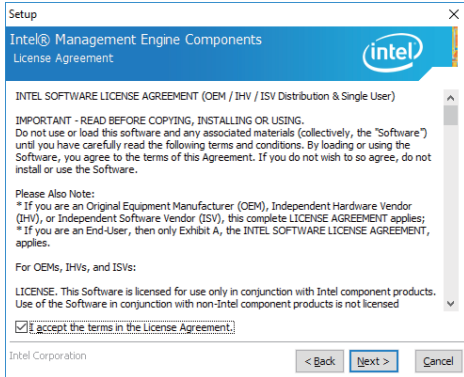 Setup
Intel® Management Engine Components
License Agreement
intel
INTEL SOFTWARE LICENSE AGREEMENT (OEM / IHV / ISV Distribution & Single User)
IMPORTANT - READ BEFORE COPYING, INSTALLING OR USING.
Do not use or load this software and any associated materials (collectively, the "Software")
until you have carefully read the following terms and conditions. By loading or using the
Software, you agree to the terms of this Agreement. If you do not wish to so agree, do not
install or use the Software.
Please Also Note:
* If you are an Original Equipment Manufacturer (OEM), Independent Hardware Vendor
(IHV), or Independent Software Vendor (ISV), this complete LICENSE AGREEMENT applies;
* If you are an End-User, then only Exhibit A, the INTEL SOFTWARE LICENSE AGREEMENT,
applies.
For OEMs, IHVs, and ISVs:
LICENSE. This Software is licensed for use only in conjunction with Intel component products.
Use of the Software in conjunction with non-Intel component products is not licensed
I accept the terms in the License Agreement.
Intel Corporation
< Back
Next >
Cancel